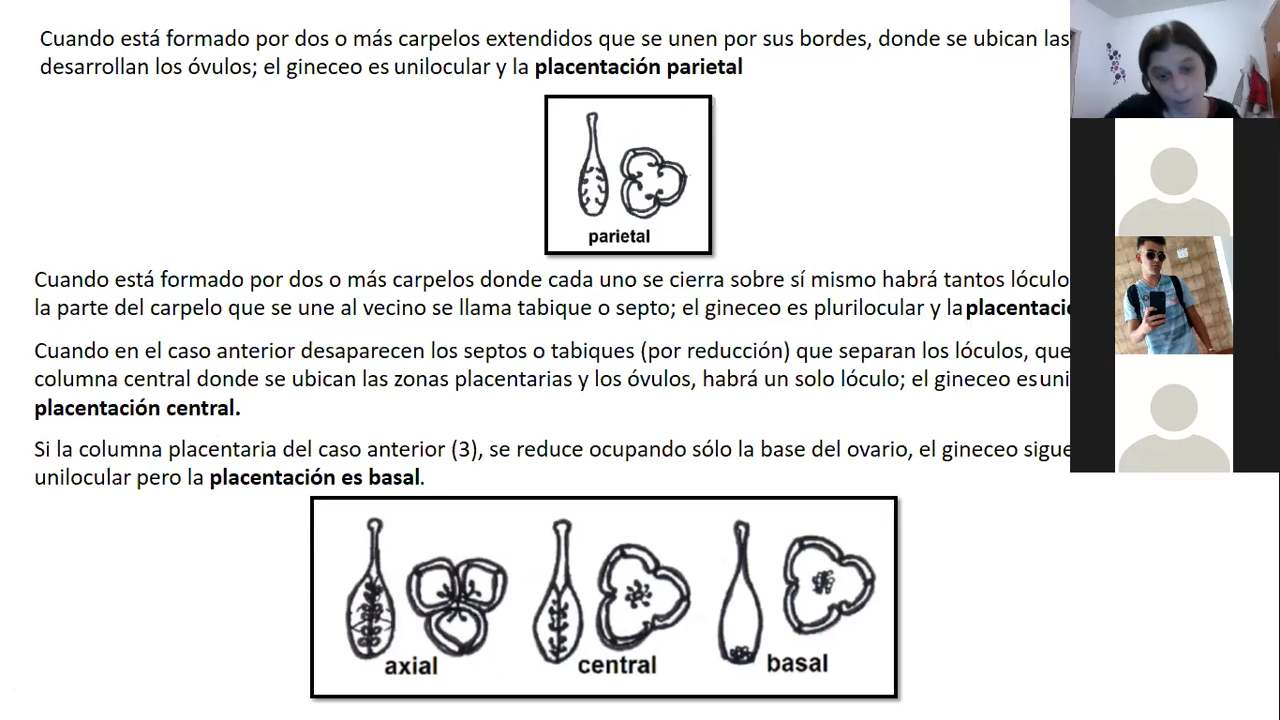 Cuando está formado por dos o más carpelos extendidos que se unen por sus bordes, donde se ubican las
desarrollan los óvulos; el gineceo es unilocular y la placentación parietal
parietal
Cuando está formado por dos o más carpelos donde cada uno se cierra sobre sí mismo habrá tantos lóculo
la parte del carpelo que se une al vecino se llama tabique o septo; el gineceo es plurilocular y la placentaci
Cuando en el caso anterior desaparecen los septos o tabiques (por reducción) que separan los lóculos, que
columna central donde se ubican las zonas placentarias y los óvulos, habrá un solo lóculo; el gineceo es uni
placentación central.
Si la columna placentaria del caso anterior (3), se reduce ocupando sólo la base del ovario, el gineceo sigue
unilocular pero la placentación es basal.
axial central basal